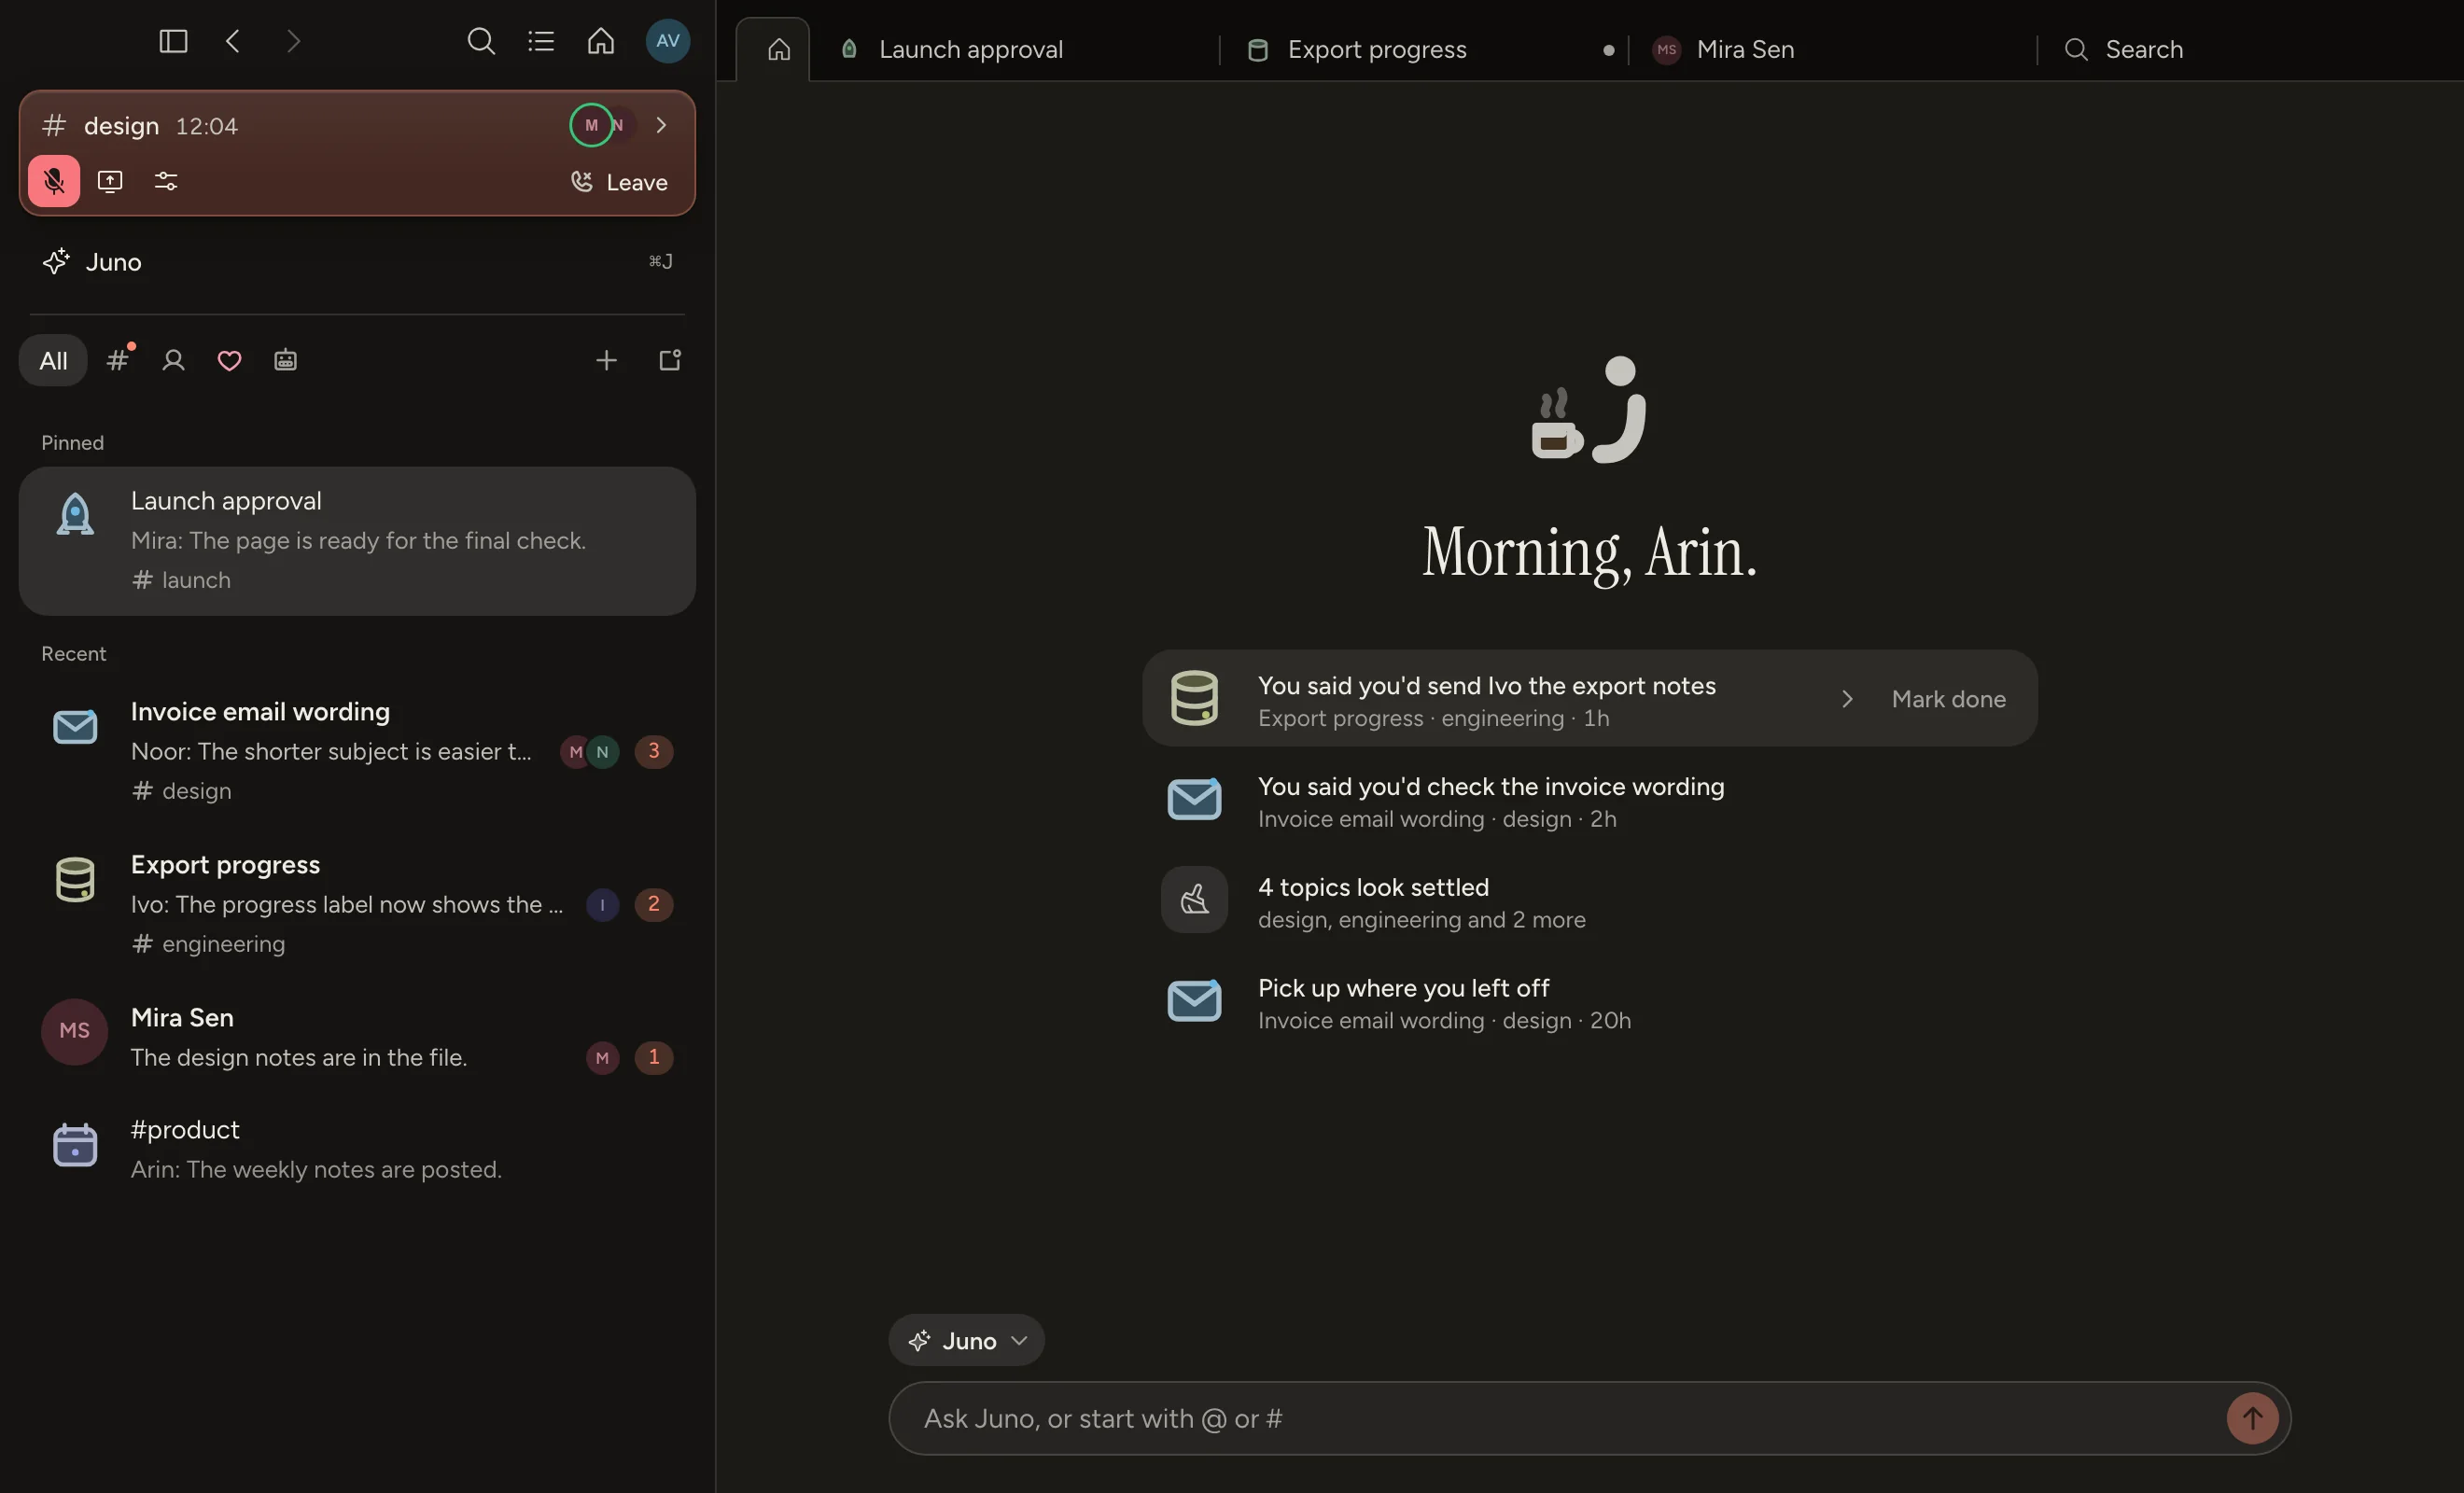 AV
# design 12:04
M N
Leave
Juno
⌘J
All
Pinned
Launch approval
Mira: The page is ready for the final check.
# launch
Recent
Invoice email wording
Noor: The shorter subject is easier t...
M N 3
# design
Export progress
Ivo: The progress label now shows the ...
I 2
# engineering
MS
Mira Sen
The design notes are in the file.
M 1
#product
Arin: The weekly notes are posted.
Launch approval
Export progress
MS Mira Sen
Search
Morning, Arin.
You said you'd send Ivo the export notes
Export progress · engineering · 1h
Mark done
You said you'd check the invoice wording
Invoice email wording · design · 2h
4 topics look settled
design, engineering and 2 more
Pick up where you left off
Invoice email wording · design · 20h
Juno
Ask Juno, or start with @ or #